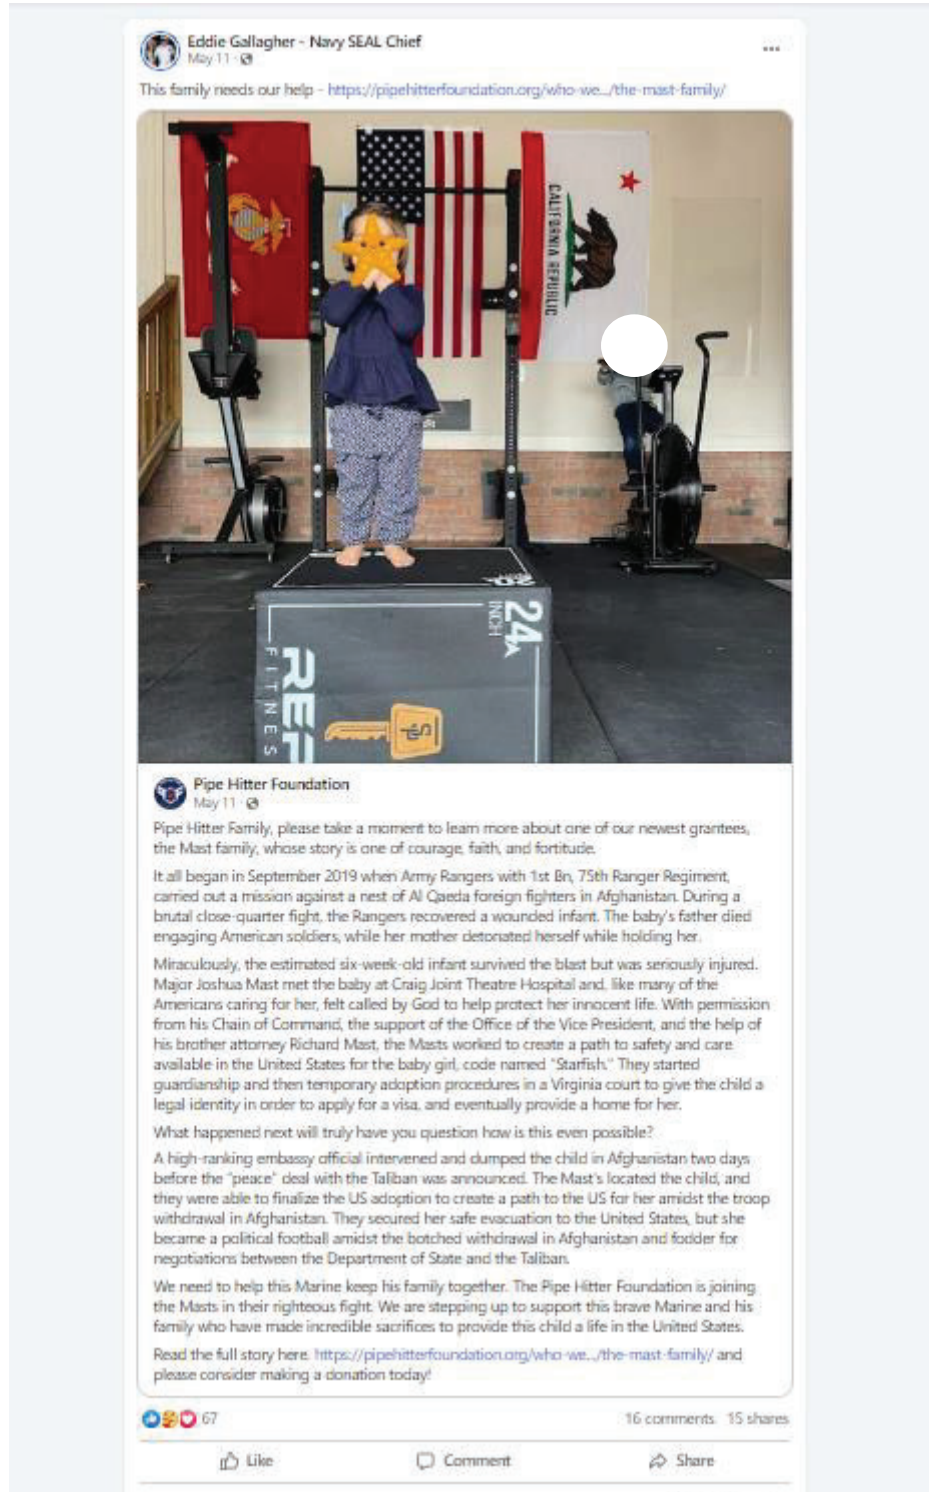 Eddie Gallagher - Navy SEAL Chief
May 11 ·
This family needs our help - https://pipehitterfoundation.org/who-we.../the-mast-family/
CALIFORNIA REPUBLIC
24
INCH
REP
FITNES
Pipe Hitter Foundation
May 11 ·
Pipe Hitter Family, please take a moment to learn more about one of our newest grantees,
the Mast family, whose story is one of courage, faith, and fortitude.
It all began in September 2019 when Army Rangers with 1st Bn, 75th Ranger Regiment,
carried out a mission against a nest of Al Qaeda foreign fighters in Afghanistan. During a
brutal close-quarter fight, the Rangers recovered a wounded infant. The baby's father died
engaging American soldiers, while her mother detonated herself while holding her.
Miraculously, the estimated six-week-old infant survived the blast but was seriously injured.
Major Joshua Mast met the baby at Craig Joint Theatre Hospital and, like many of the
Americans caring for her, felt called by God to help protect her innocent life. With permission
from his Chain of Command, the support of the Office of the Vice President, and the help of
his brother attorney Richard Mast, the Masts worked to create a path to safety and care
available in the United States for the baby girl, code named "Starfish." They started
guardianship and then temporary adoption procedures in a Virginia court to give the child a
legal identity in order to apply for a visa, and eventually provide a home for her.
What happened next will truly have you question how is this even possible?
A high-ranking embassy official intervened and dumped the child in Afghanistan two days
before the "peace" deal with the Taliban was announced. The Mast's located the child, and
they were able to finalize the US adoption to create a path to the US for her amidst the troop
withdrawal in Afghanistan. They secured her safe evacuation to the United States, but she
became a political football amidst the botched withdrawal in Afghanistan and fodder for
negotiations between the Department of State and the Taliban.
We need to help this Marine keep his family together. The Pipe Hitter Foundation is joining
the Masts in their righteous fight. We are stepping up to support this brave Marine and his
family who have made incredible sacrifices to provide this child a life in the United States.
Read the full story here. https://pipehitterfoundation.org/who-we.../the-mast-family/ and
please consider making a donation today!
67
16 comments 15 shares
Like
Comment
Share